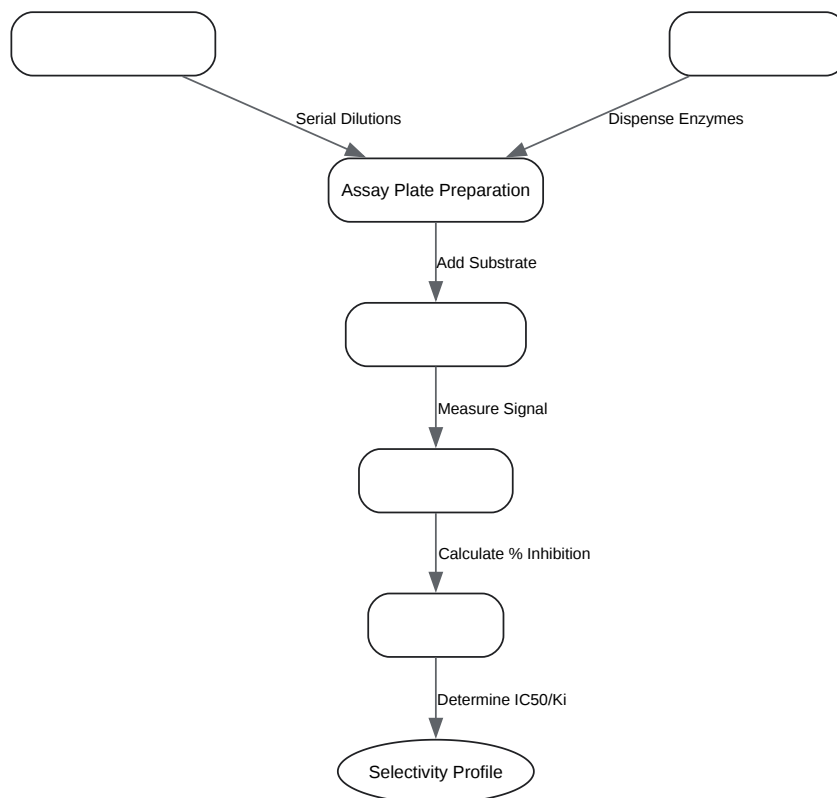 Serial Dilutions
Dispense Enzymes
Assay Plate Preparation
Add Substrate
Measure Signal
Calculate % Inhibition
Determine IC50/Ki
Selectivity Profile